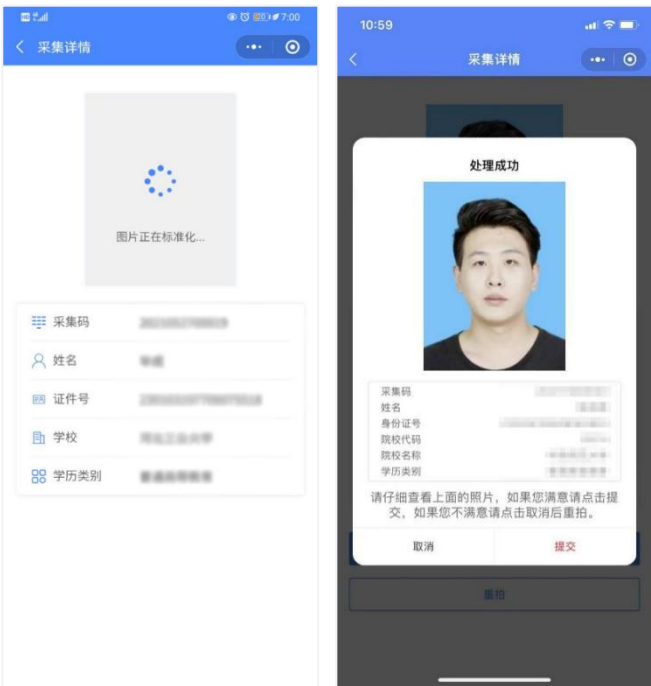 7:00
采集详情
图片正在标准化...
采集码
姓名
证件号
学校
学历类别
10:59
采集详情
处理成功
采集码
姓名
身份证号
院校代码
院校名称
学历类别
请仔细查看上面的照片，如果您满意请点击提
交，如果您不满意请点击取消后重拍。
取消
提交
重拍